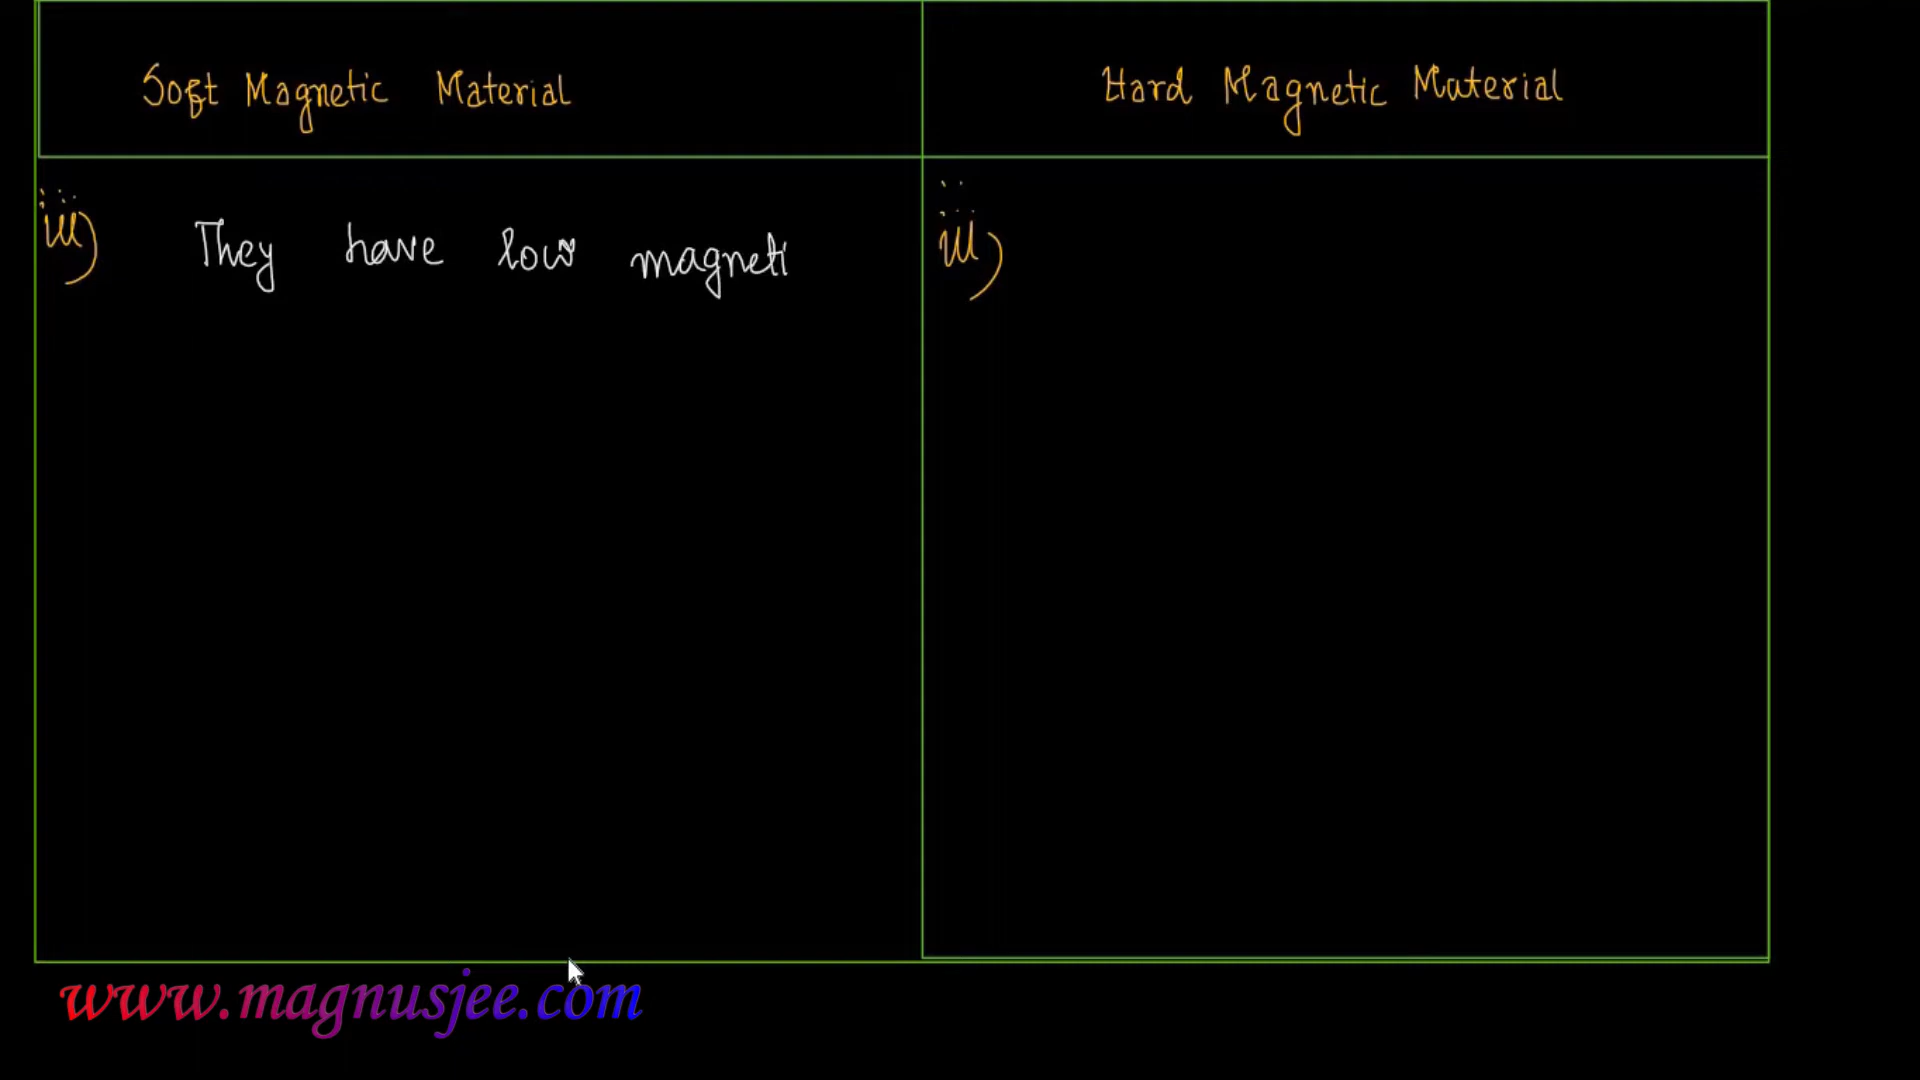 Soft Magnetic Material
Hard Magnetic Material
iii) They have low magneti
iii)
www.magnusjee.com